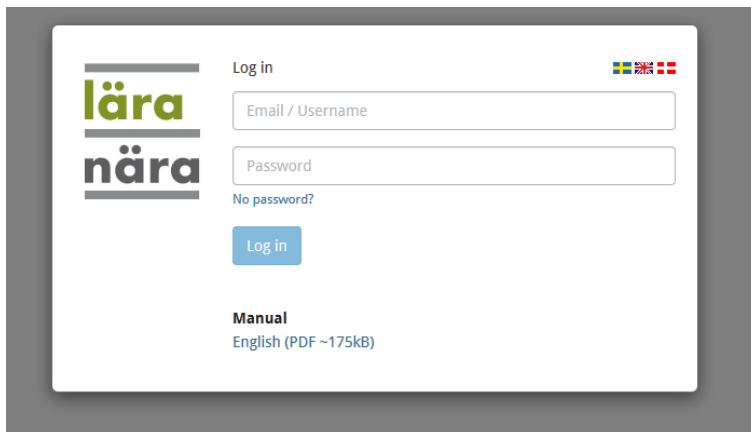 lära
nära
Log in
Email / Username
Password
No password?
Log in
Manual
English (PDF ~175kB)